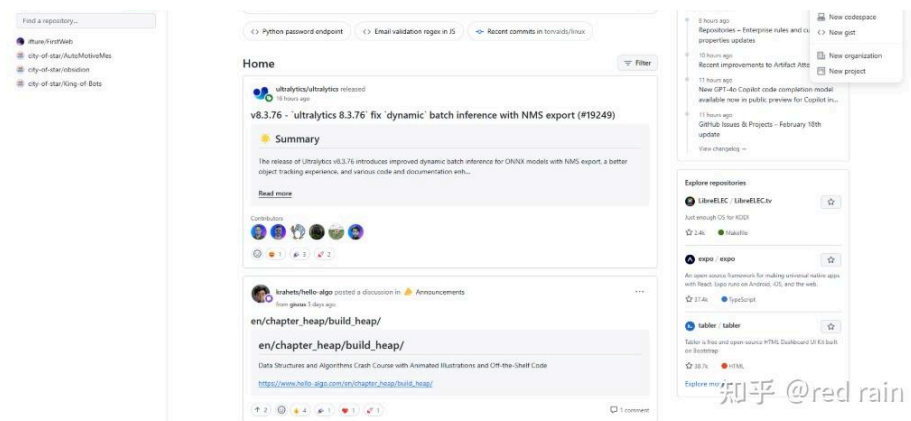 Find a repository...
ifture/FirstWeb
city-of-star/AutoMotiveMes
city-of-star/obsidion
city-of-star/King-of-Bots
Python password endpoint
Email validation regex in JS
Recent commits in torvalds/linux
Home
Filter
ultralytics/ultralytics released
18 hours ago
v8.3.76 - `ultralytics 8.3.76` fix `dynamic` batch inference with NMS export (#19249)
Summary
The release of Ultralytics v8.3.76 introduces improved dynamic batch inference for ONNX models with NMS export, a better
object tracking experience, and various code and documentation enh...
Read more
Contributors
1
3
2
krahets/hello-algo posted a discussion in Announcements
from giscus 3 days ago
en/chapter_heap/build_heap/
en/chapter_heap/build_heap/
Data Structures and Algorithms Crash Course with Animated Illustrations and Off-the-Shelf Code
https://www.hello-algo.com/en/chapter_heap/build_heap/
2
4
1
3
1
1 comment
8 hours ago
Repositories – Enterprise rules and cu
properties updates
10 hours ago
Recent improvements to Artifact Atte
11 hours ago
New GPT-4o Copilot code completion model
available now in public preview for Copilot in...
11 hours ago
GitHub Issues & Projects – February 18th
update
View changelog →
New codespace
New gist
New organization
New project
Explore repositories
LibreELEC / LibreELEC.tv
Just enough OS for KODI
2.4k
Makefile
expo / expo
An open-source framework for making universal native apps
with React. Expo runs on Android, iOS, and the web.
37.4k
TypeScript
tabler / tabler
Tabler is free and open-source HTML Dashboard UI Kit built
on Bootstrap
38.7k
HTML
Explore mo
知乎 @red rain